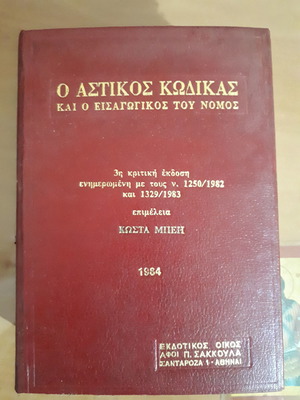 Ο ΑΣΤΙΚΟΣ ΚΩΔΙΚΑΣ
ΚΑΙ Ο ΕΙΣΑΓΩΓΙΚΟΣ ΤΟΥ ΝΟΜΟΣ
3η κριτική έκδοση
ενημερωμένη με τους ν. 1250/1982
και 1329/1983
επιμέλεια
ΚΩΣΤΑ ΜΠΕΗ
1984
ΕΚΔΟΤΙΚΟΣ ΟΙΚΟΣ
ΑΦΟΙ Π. ΣΑΚΚΟΥΛΑ
ΣΑΝΤΑΡΟΖΑ 1 - ΑΘΗΝΑΙ